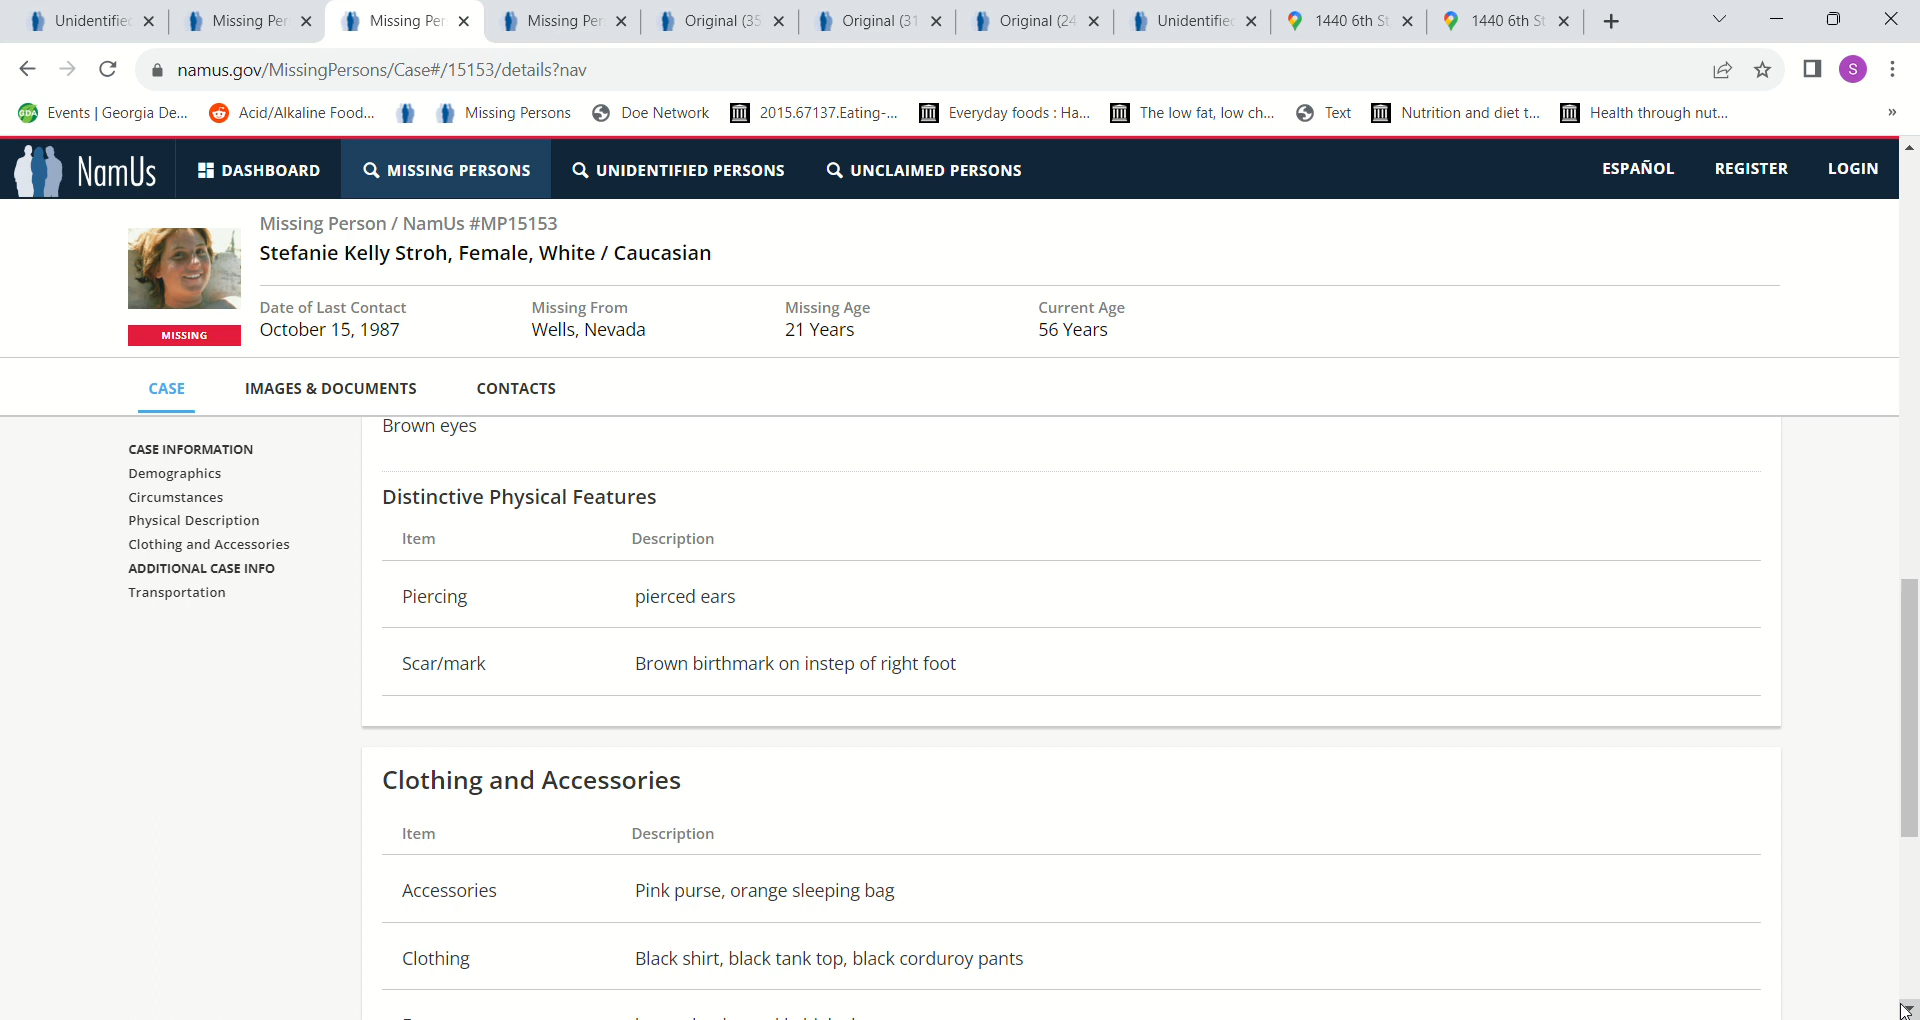 Unidentified Missing Per Missing Per Missing Per Original (35 Original (31 Original (24 Unidentified 1440 6th St 1440 6th St
namus.gov/MissingPersons/Case#/15153/details?nav S
GDA Events | Georgia De... Acid/Alkaline Food... Missing Persons Doe Network 2015.67137.Eating-... Everyday foods : Ha... The low fat, low ch... Text Nutrition and diet t... Health through nut... »
NamUs DASHBOARD MISSING PERSONS UNIDENTIFIED PERSONS UNCLAIMED PERSONS ESPAÑOL REGISTER LOGIN
Missing Person / NamUs #MP15153
Stefanie Kelly Stroh, Female, White / Caucasian
Date of Last Contact Missing From Missing Age Current Age
October 15, 1987 Wells, Nevada 21 Years 56 Years
MISSING
CASE IMAGES & DOCUMENTS CONTACTS
CASE INFORMATION
Demographics
Circumstances
Physical Description
Clothing and Accessories
ADDITIONAL CASE INFO
Transportation
Brown eyes
Distinctive Physical Features
Item Description
Piercing pierced ears
Scar/mark Brown birthmark on instep of right foot
Clothing and Accessories
Item Description
Accessories Pink purse, orange sleeping bag
Clothing Black shirt, black tank top, black corduroy pants